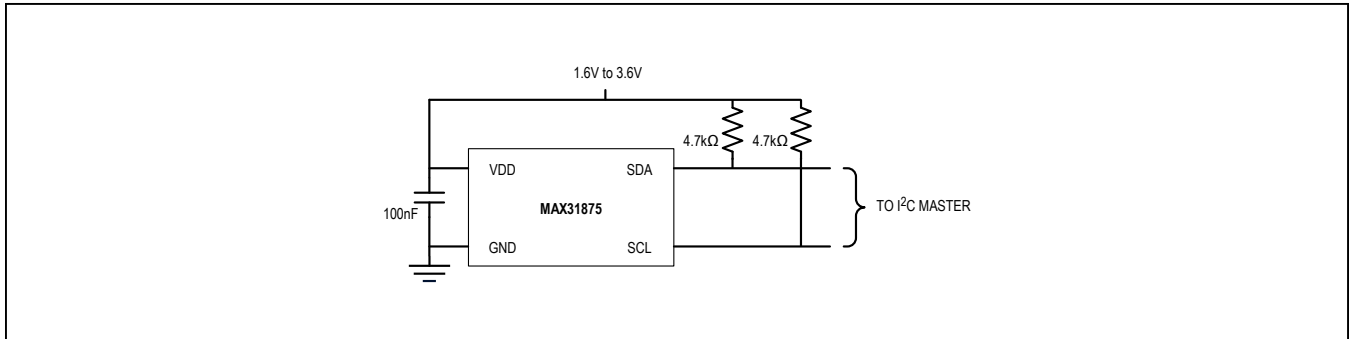 1.6V to 3.6V
4.7kΩ 4.7kΩ
VDD SDA
100nF MAX31875 TO I²C MASTER
GND SCL